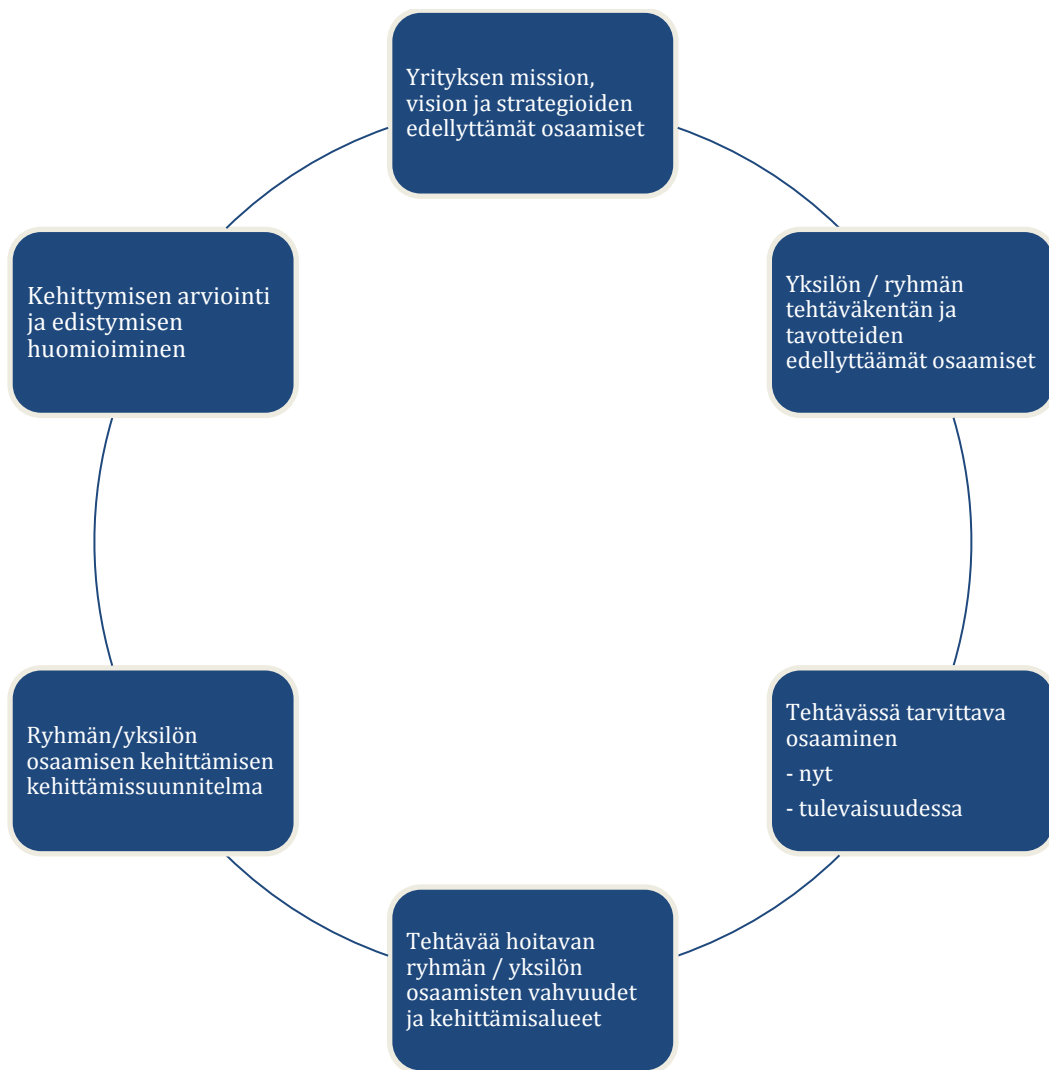 Yrityksen mission,
vision ja strategioiden
edellyttämät osaamiset
Yksilön / ryhmän
tehtäväkentän ja
tavotteiden
edellyttäämät osaamiset
Tehtävässä tarvittava
osaaminen
- nyt
- tulevaisuudessa
Tehtävää hoitavan
ryhmän / yksilön
osaamisten vahvuudet
ja kehittämisalueet
Ryhmän/yksilön
osaamisen kehittämisen
kehittämissuunnitelma
Kehittymisen arviointi
ja edistymisen
huomioiminen